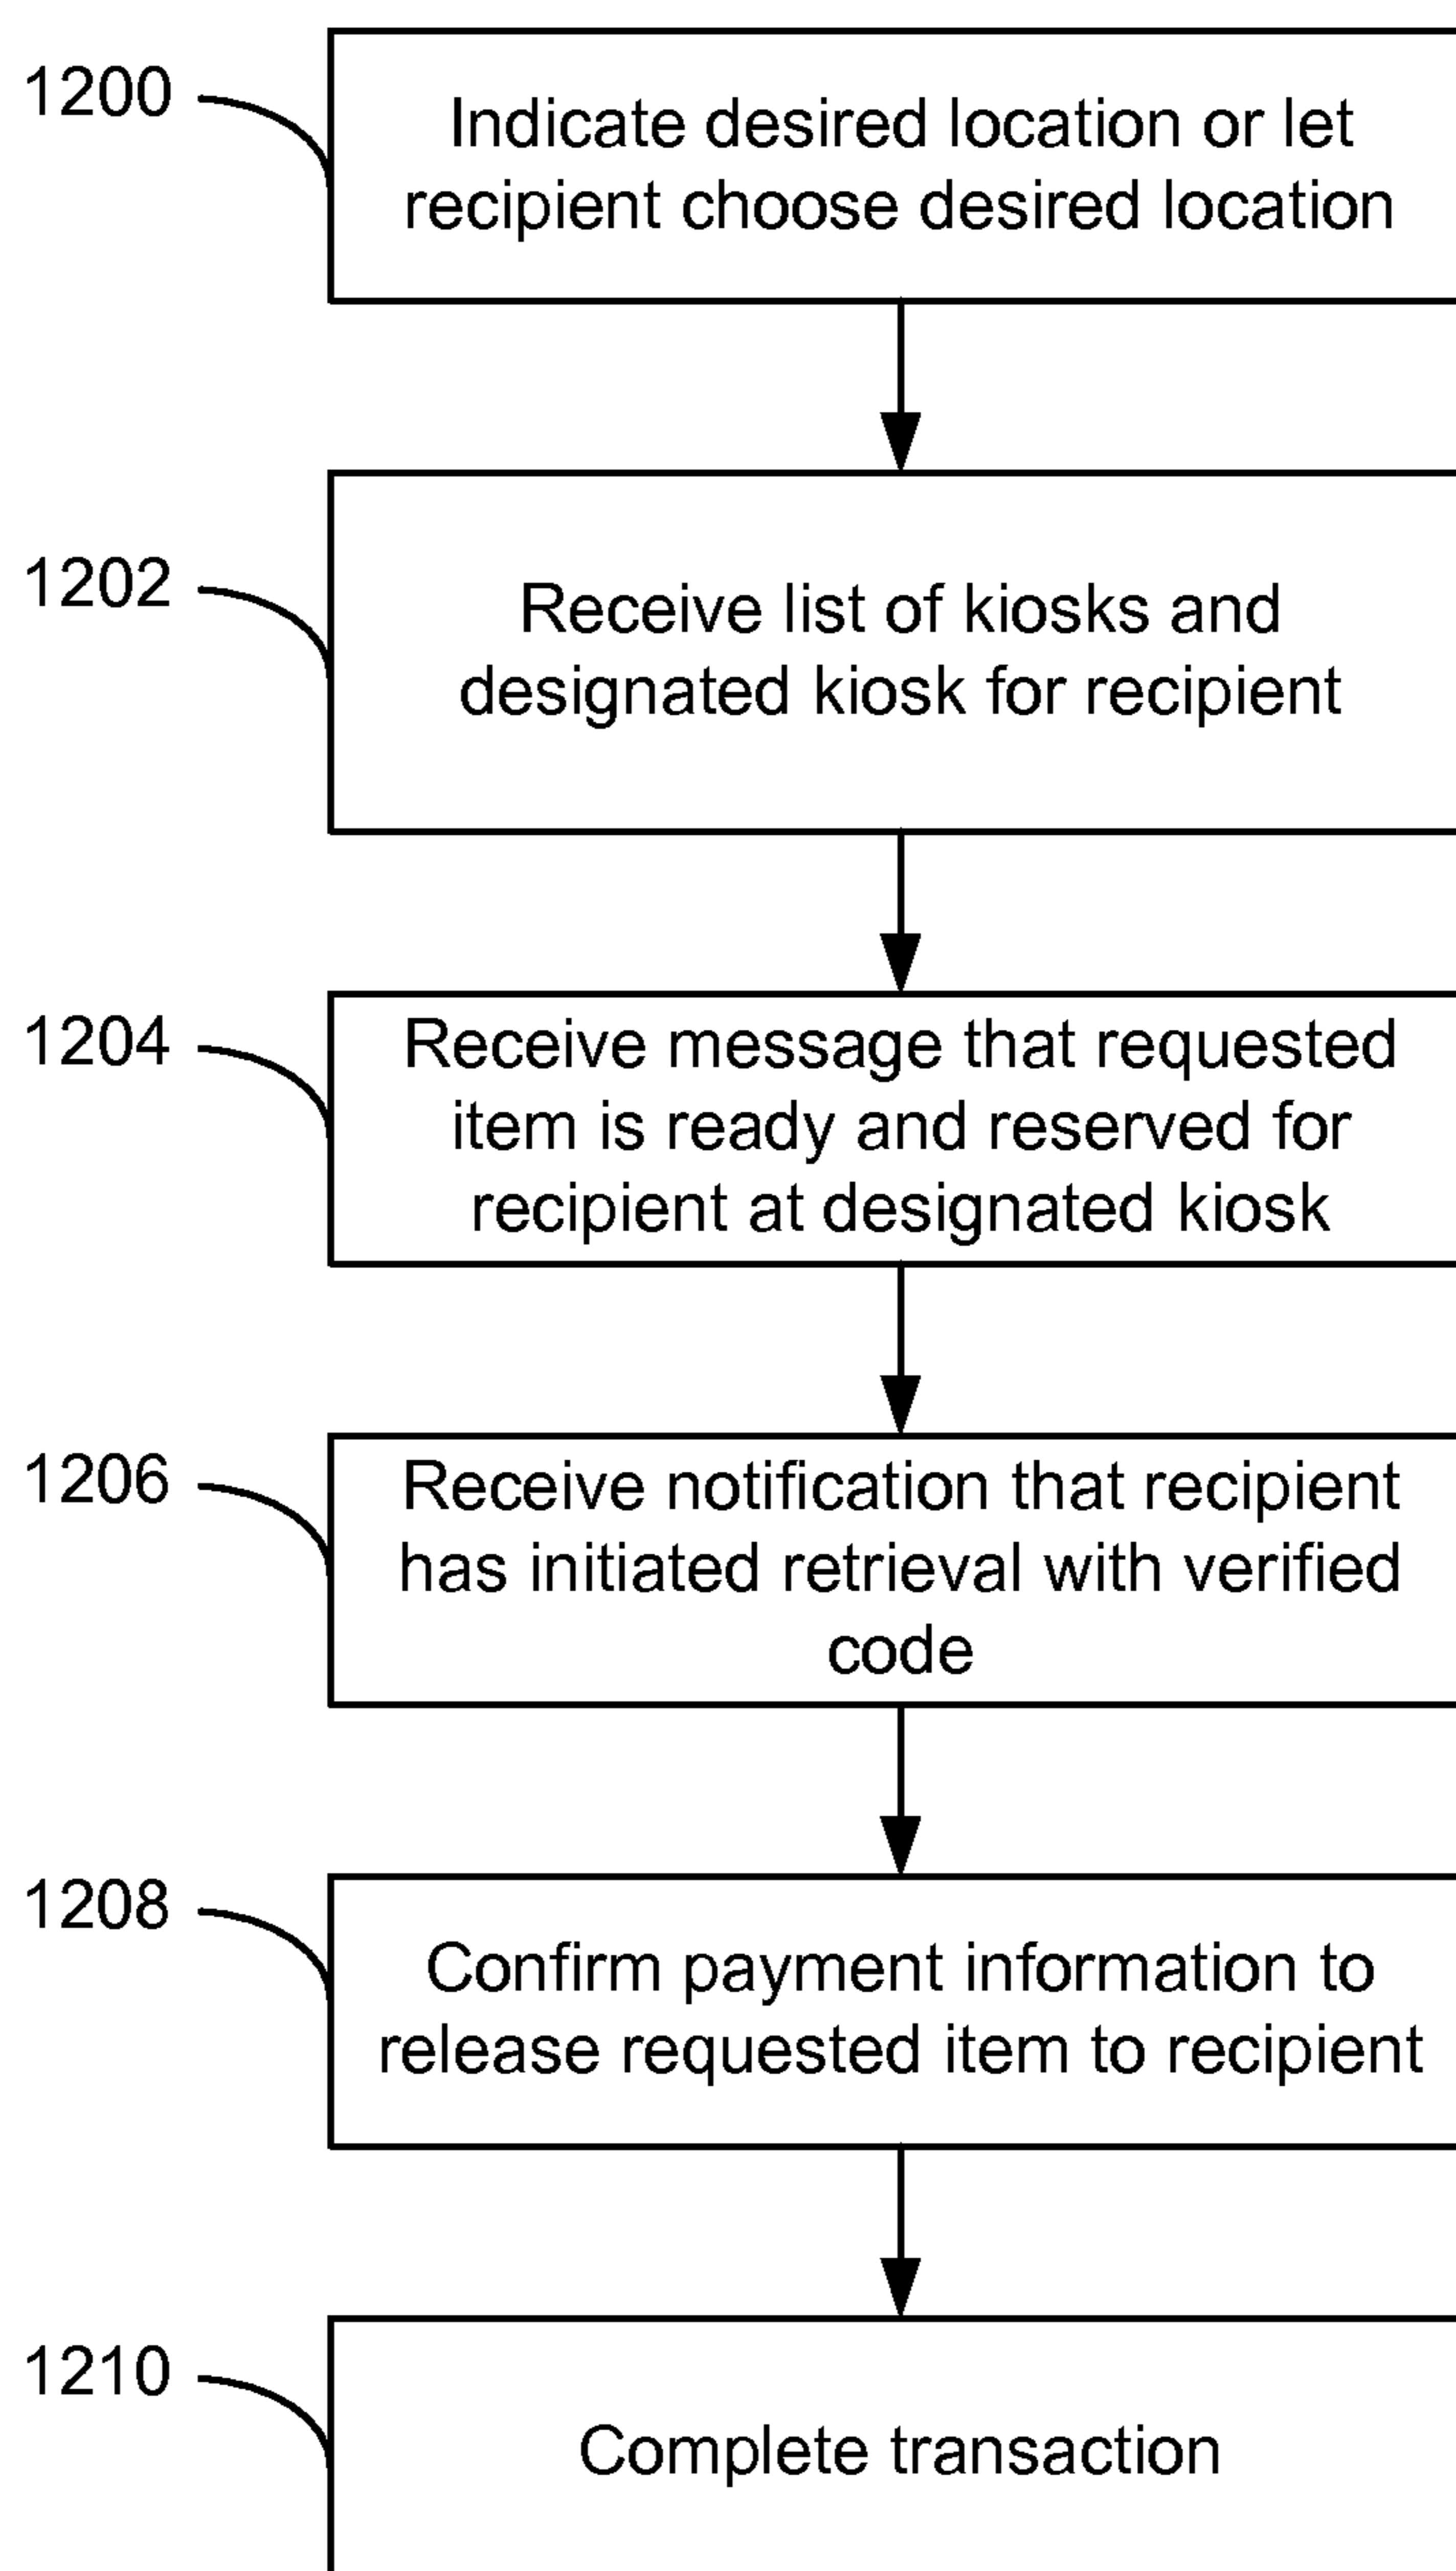 1200
Indicate desired location or let
recipient choose desired location
1202
Receive list of kiosks and
designated kiosk for recipient
1204
Receive message that requested
item is ready and reserved for
recipient at designated kiosk
1206
Receive notification that recipient
has initiated retrieval with verified
code
1208
Confirm payment information to
release requested item to recipient
1210
Complete transaction